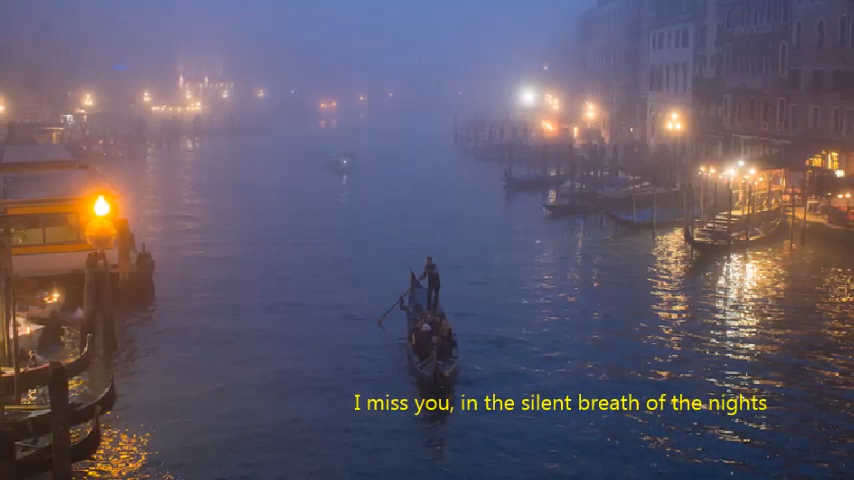 I miss you, in the silent breath of the nights